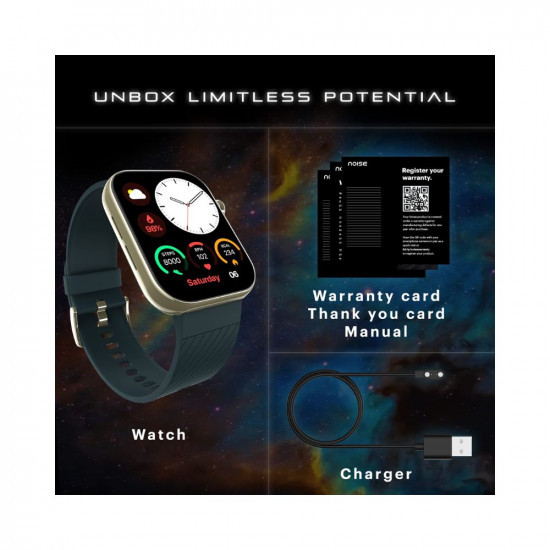 UNBOX LIMITLESS POTENTIAL
98%
STEPS
8000
BPM
102
KCAL
234
Saturday
06
noise
Register your
warranty.
Warranty card
Thank you card
Manual
Watch
Charger